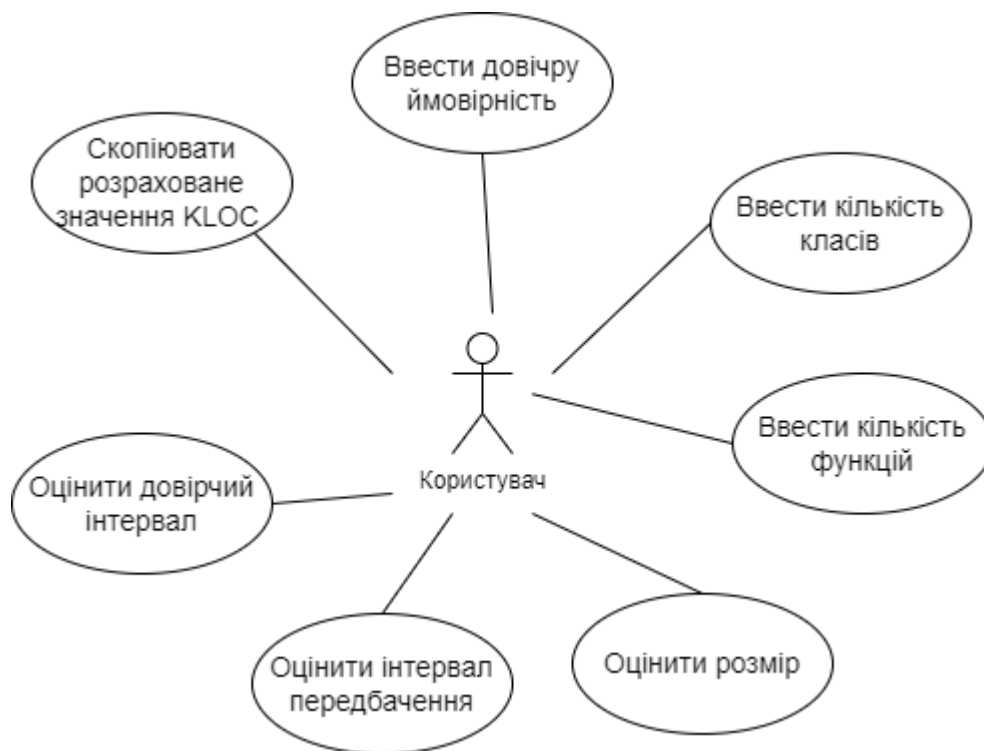 Ввести довічру
ймовірність
Скопіювати
розраховане
значення KLOC
Ввести кількість
класів
Ввести кількість
функцій
Користувач
Оцінити довірчий
інтервал
Оцінити інтервал
передбачення
Оцінити розмір